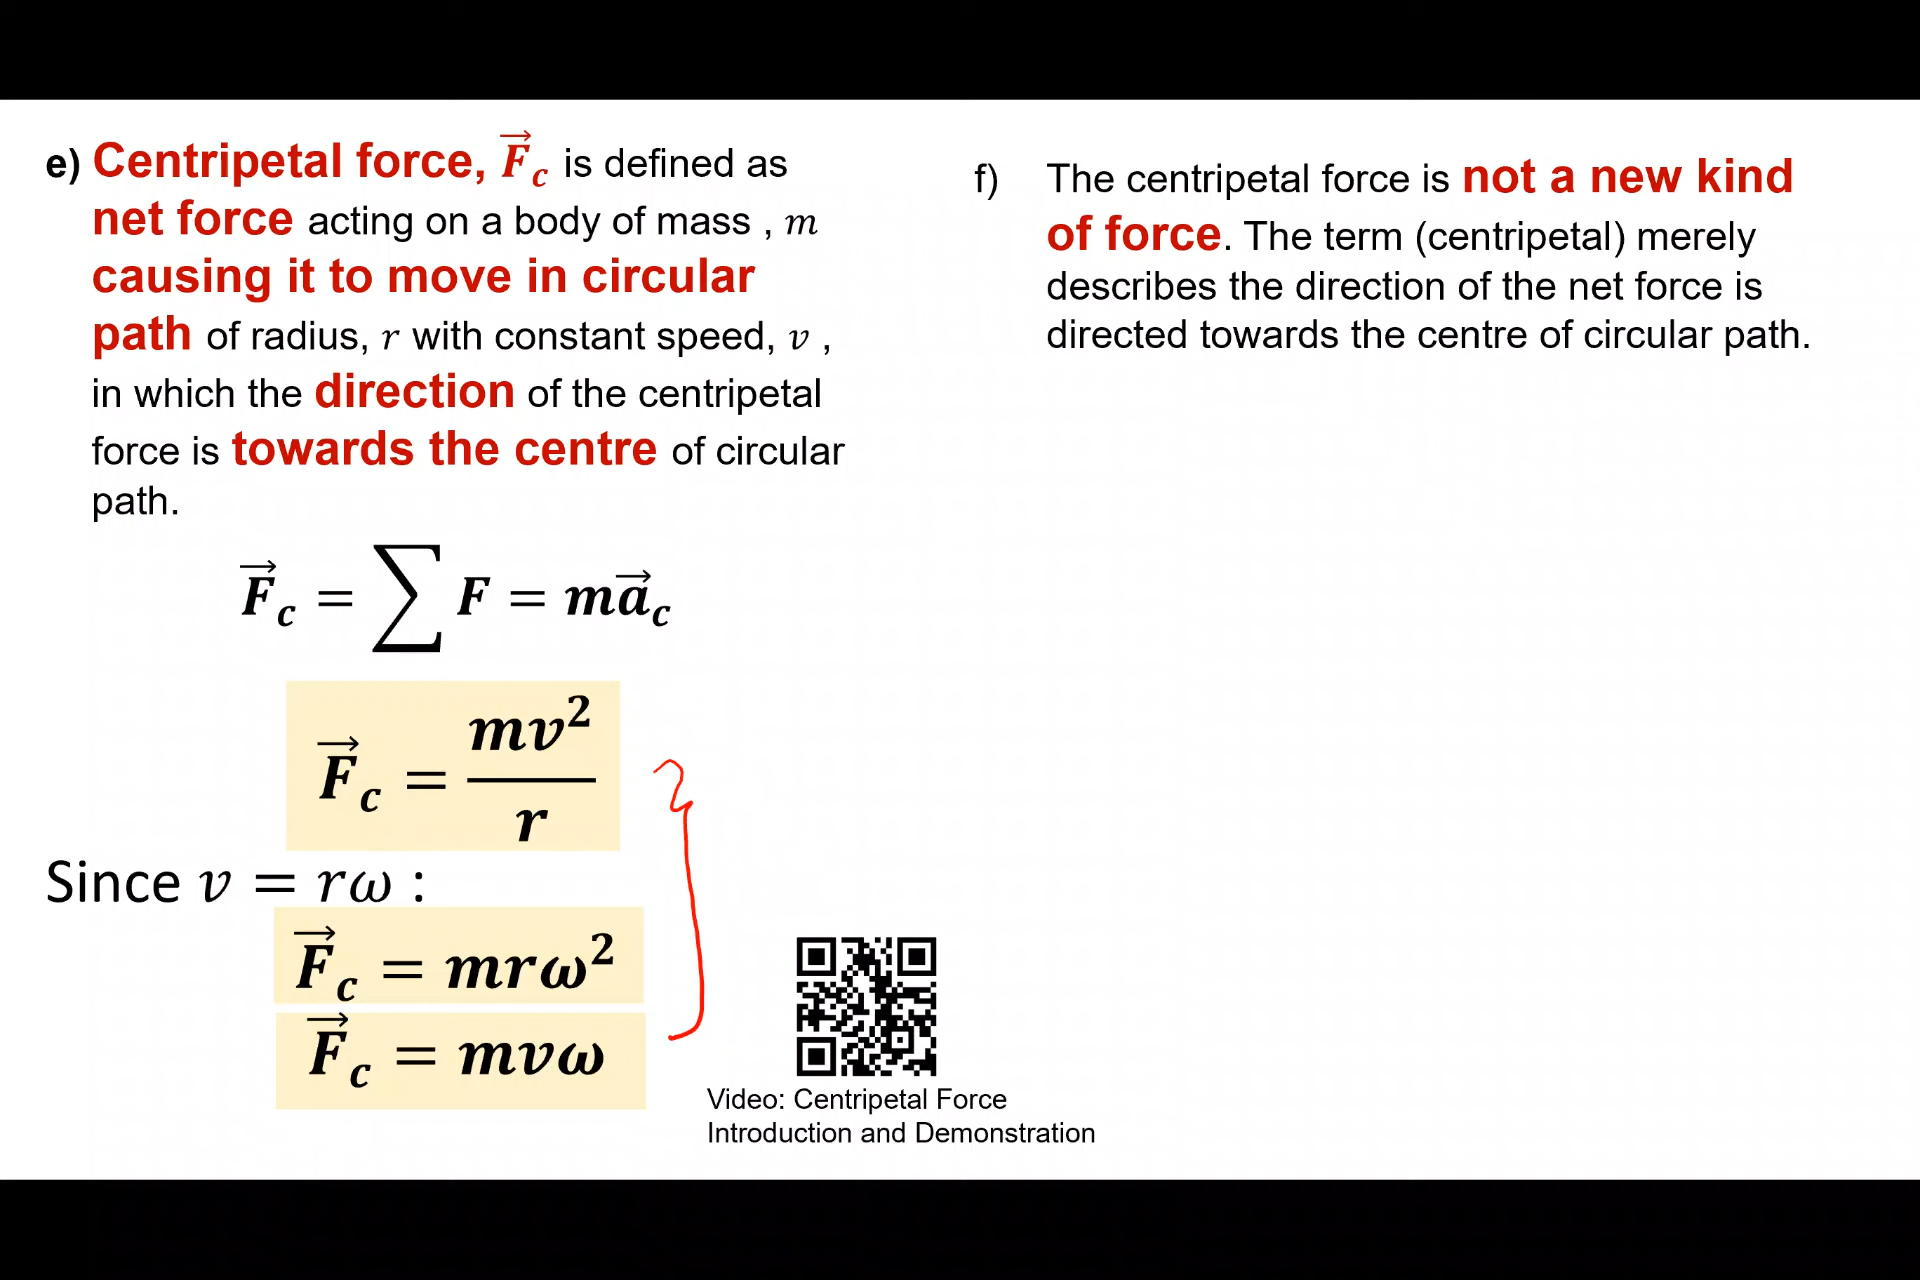 e) Centripetal force, F⃗c is defined as
net force acting on a body of mass , m
causing it to move in circular
path of radius, r with constant speed, v ,
in which the direction of the centripetal
force is towards the centre of circular
path.
F⃗c = ∑ F = ma⃗c
F⃗c = mv²/r
Since v = rω :
F⃗c = mrω²
F⃗c = mvω
Video: Centripetal Force
Introduction and Demonstration
f) The centripetal force is not a new kind
of force. The term (centripetal) merely
describes the direction of the net force is
directed towards the centre of circular path.